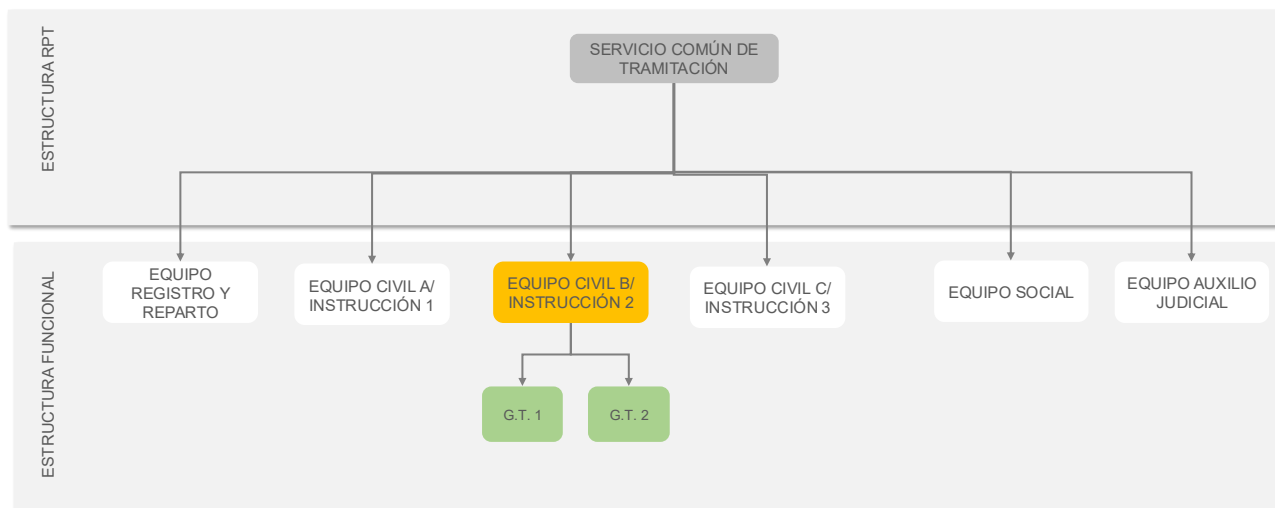 ESTRUCTURA RPT
SERVICIO COMÚN DE
TRAMITACIÓN
ESTRUCTURA FUNCIONAL
EQUIPO
REGISTRO Y
REPARTO
EQUIPO CIVIL A/
INSTRUCCIÓN 1
EQUIPO CIVIL B/
INSTRUCCIÓN 2
EQUIPO CIVIL C/
INSTRUCCIÓN 3
EQUIPO SOCIAL
EQUIPO AUXILIO
JUDICIAL
G.T. 1
G.T. 2